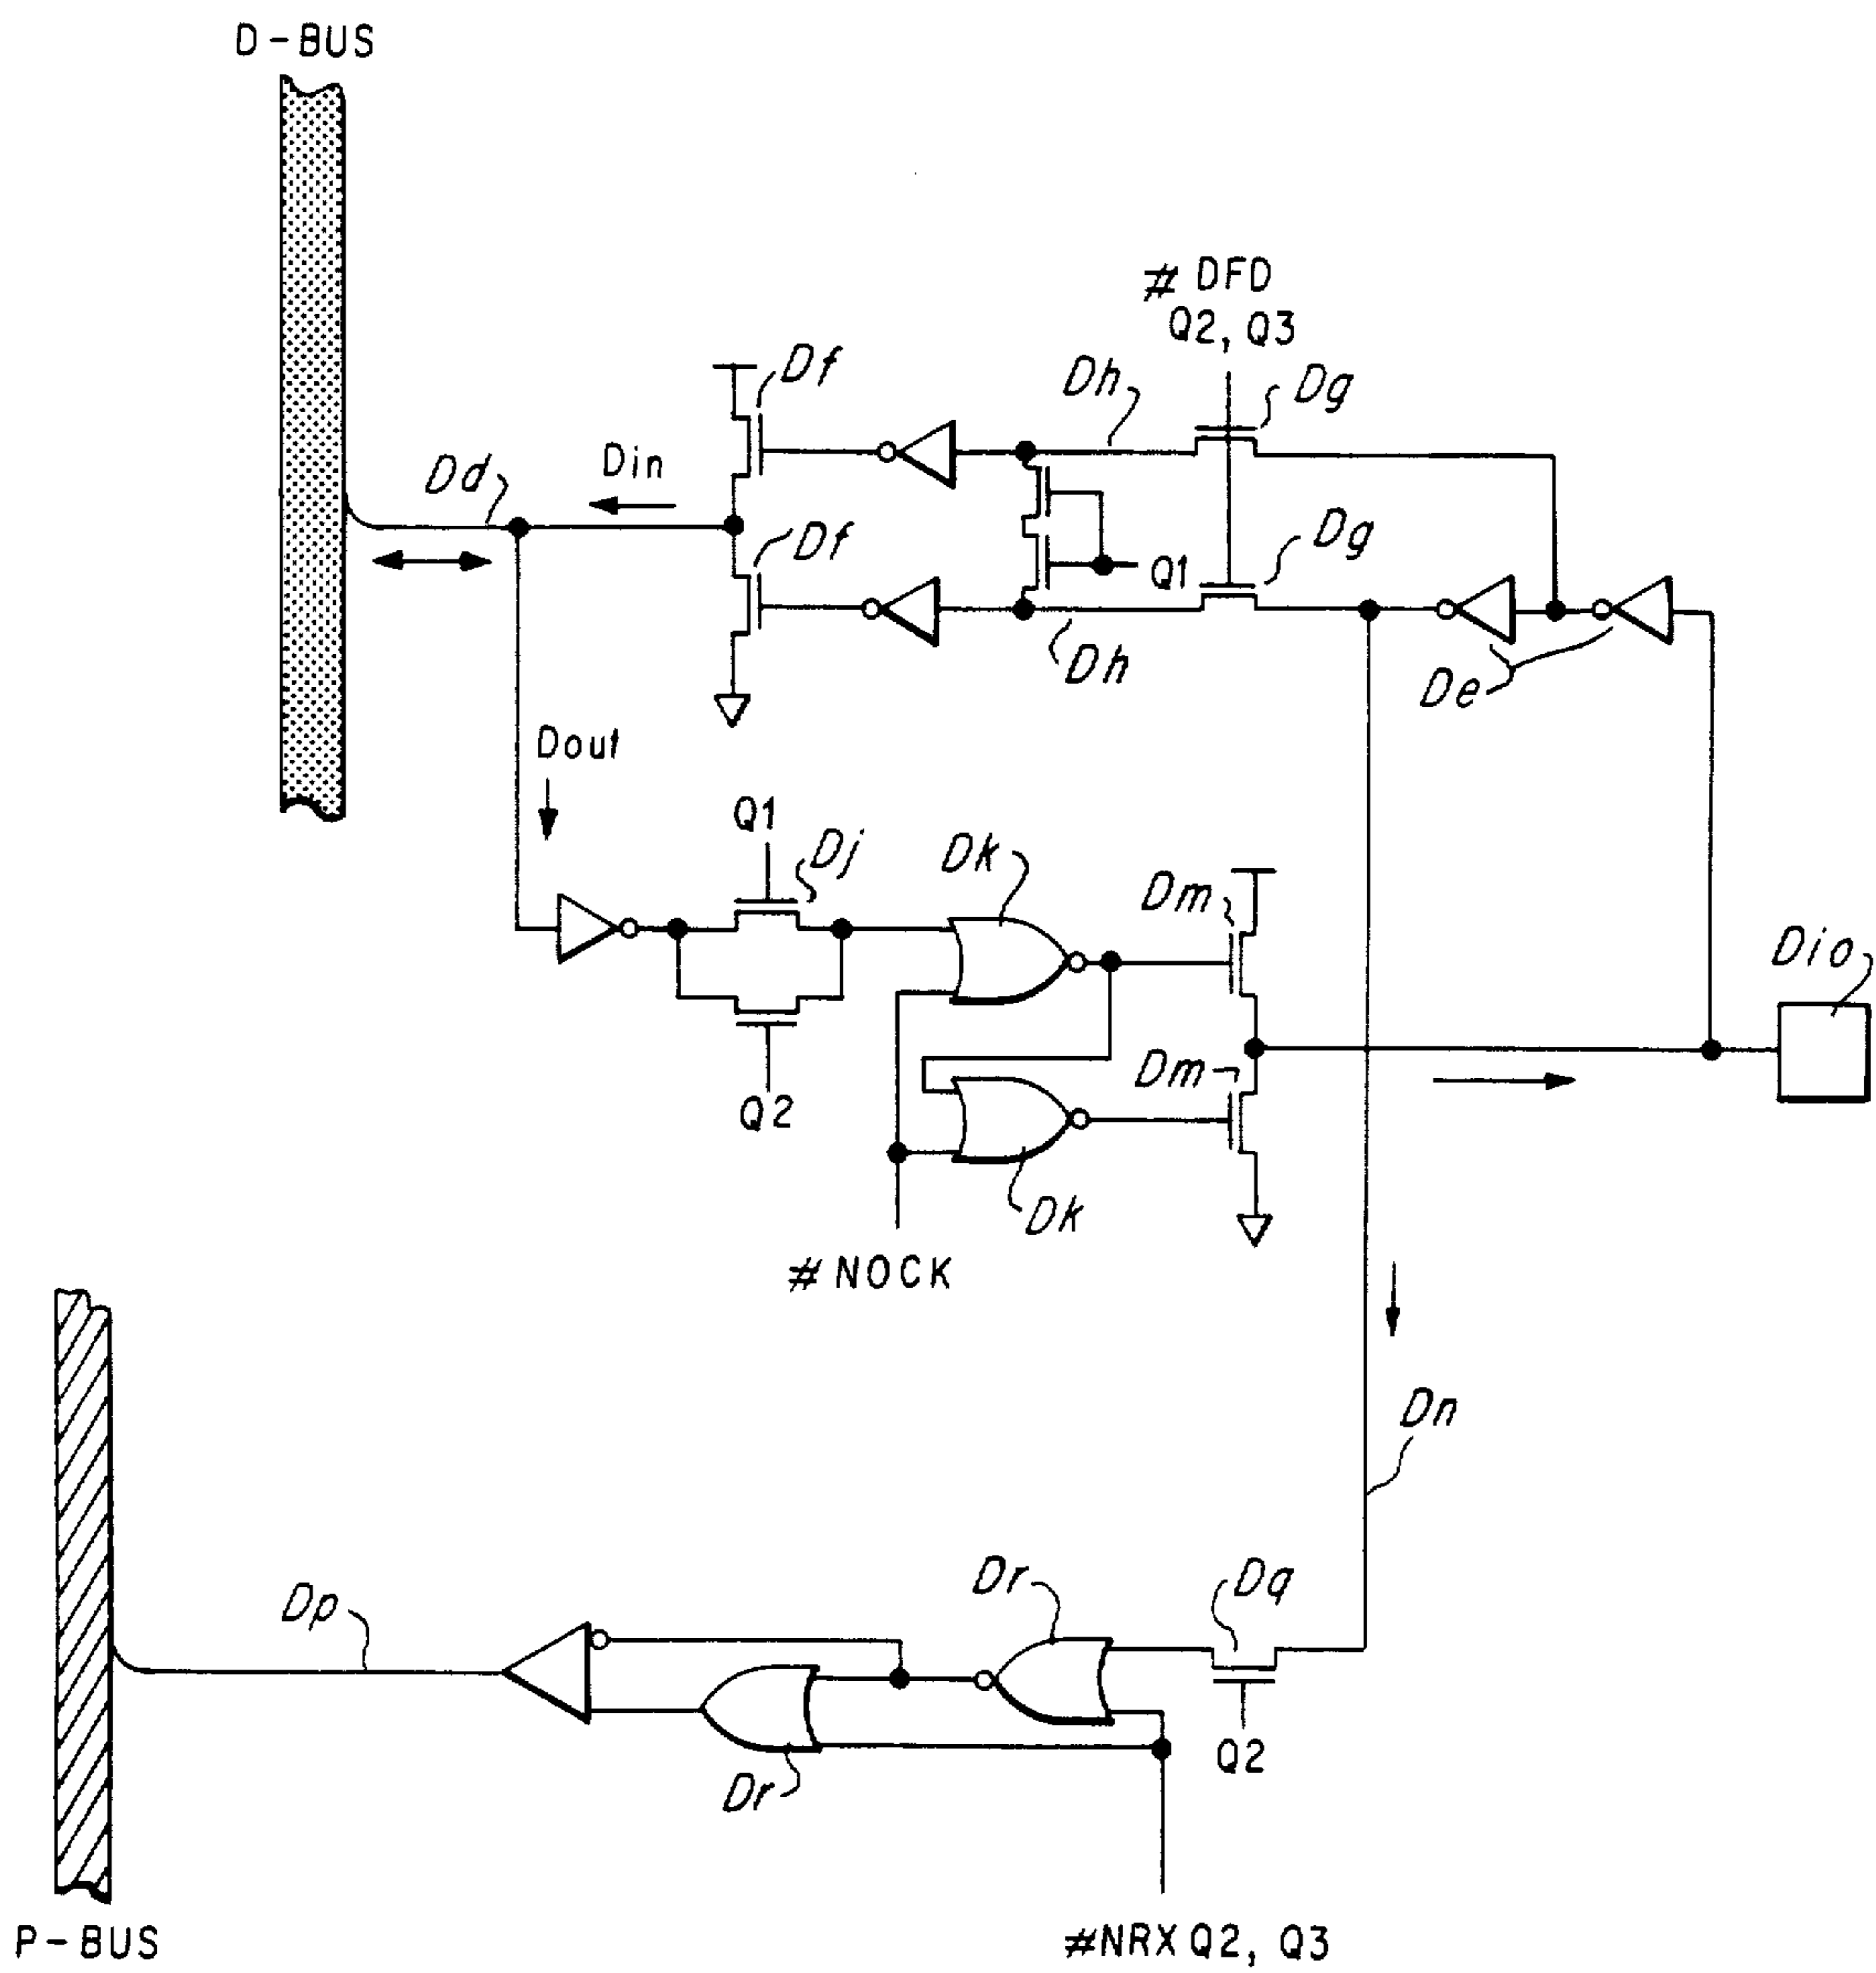 D-BUS
# DFD
Q2, Q3
Df
Dh
Dg
Dd
Din
Df
Dg
Q1
Dh
De
Dout
Q1
Dj
Dk
Dm
Dio
Dm
Q2
Dk
#NOCK
Dn
Dr
Dq
Dp
Q2
Dr
P-BUS
#NRX Q2, Q3